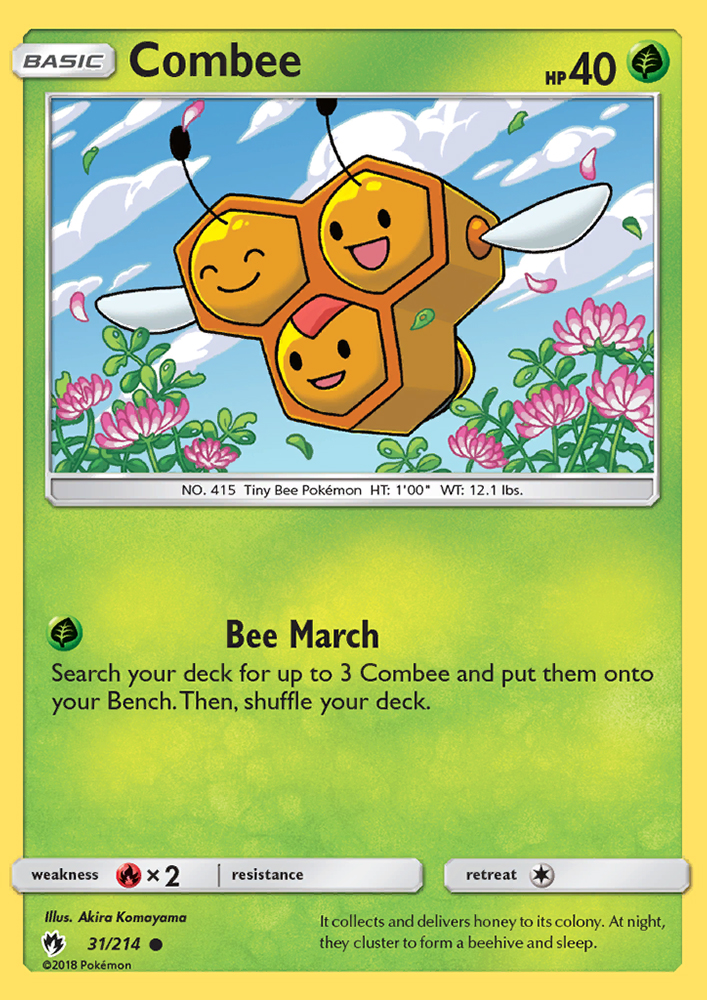 BASIC Combee HP 40
NO. 415 Tiny Bee Pokémon HT: 1'00" WT: 12.1 lbs.
Bee March
Search your deck for up to 3 Combee and put them onto
your Bench. Then, shuffle your deck.
weakness ×2 resistance retreat
Illus. Akira Komayama
31/214
©2018 Pokémon
It collects and delivers honey to its colony. At night,
they cluster to form a beehive and sleep.